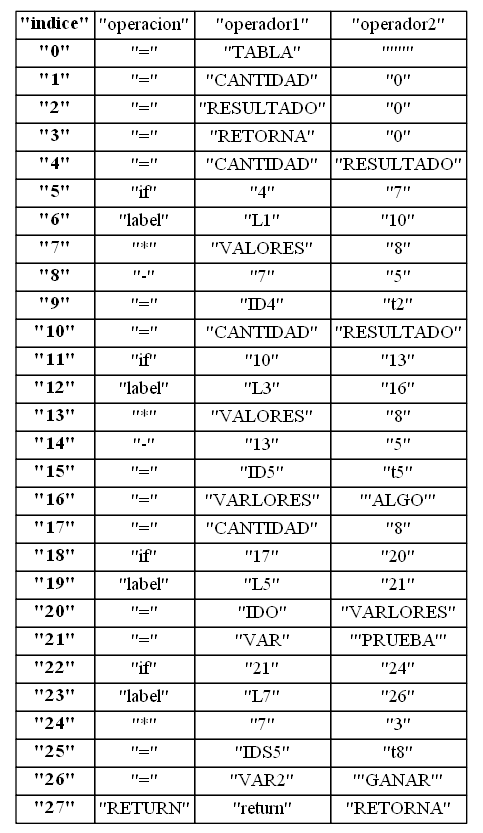 "indice" "operacion" "operador1" "operador2"
"0" "=" "TABLA" """"
"1" "=" "CANTIDAD" "0"
"2" "=" "RESULTADO" "0"
"3" "=" "RETORNA" "0"
"4" "=" "CANTIDAD" "RESULTADO"
"5" "if" "4" "7"
"6" "label" "L1" "10"
"7" "*" "VALORES" "8"
"8" "-" "7" "5"
"9" "=" "ID4" "t2"
"10" "=" "CANTIDAD" "RESULTADO"
"11" "if" "10" "13"
"12" "label" "L3" "16"
"13" "*" "VALORES" "8"
"14" "-" "13" "5"
"15" "=" "ID5" "t5"
"16" "=" "VARLORES" "'ALGO'"
"17" "=" "CANTIDAD" "8"
"18" "if" "17" "20"
"19" "label" "L5" "21"
"20" "=" "IDO" "VARLORES"
"21" "=" "VAR" "'PRUEBA'"
"22" "if" "21" "24"
"23" "label" "L7" "26"
"24" "*" "7" "3"
"25" "=" "IDS5" "t8"
"26" "=" "VAR2" "'GANAR'"
"27" "RETURN" "return" "RETORNA"